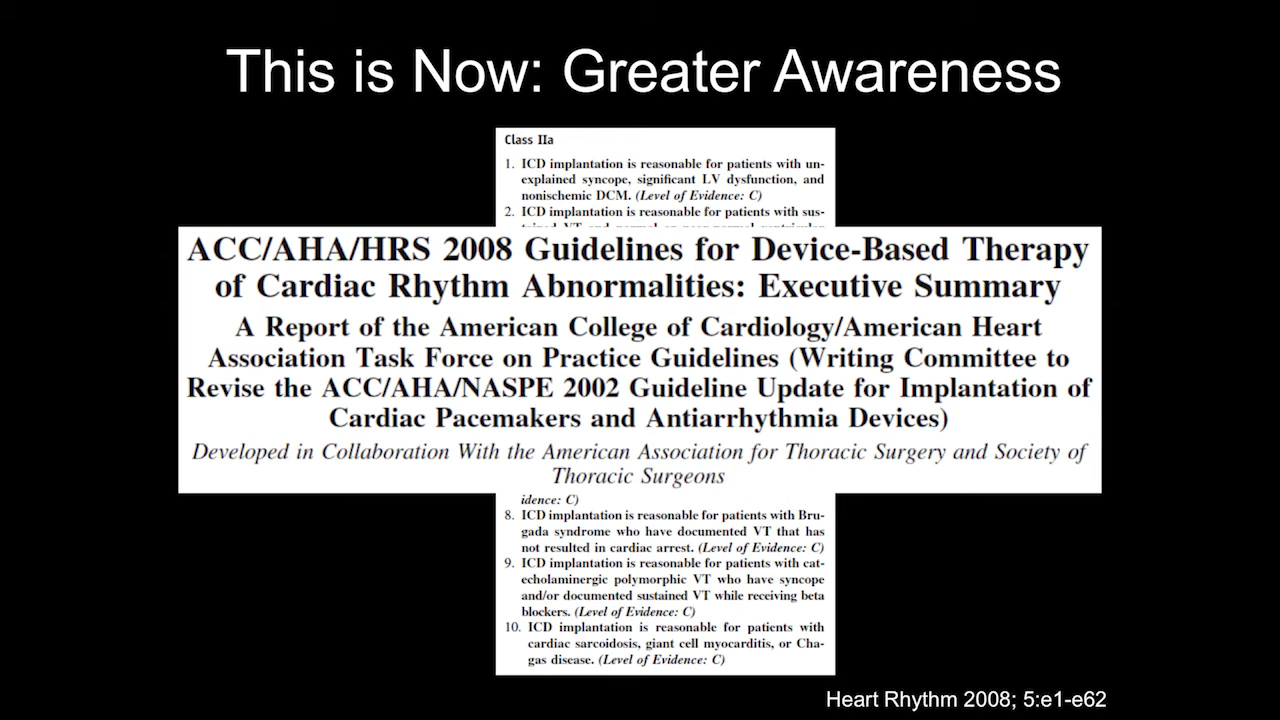 This is Now: Greater Awareness
Class IIa
1. ICD implantation is reasonable for patients with un-
explained syncope, significant LV dysfunction, and
nonischemic DCM. (Level of Evidence: C)
2. ICD implantation is reasonable for patients with sus-
ACC/AHA/HRS 2008 Guidelines for Device-Based Therapy
of Cardiac Rhythm Abnormalities: Executive Summary
A Report of the American College of Cardiology/American Heart
Association Task Force on Practice Guidelines (Writing Committee to
Revise the ACC/AHA/NASPE 2002 Guideline Update for Implantation of
Cardiac Pacemakers and Antiarrhythmia Devices)
Developed in Collaboration With the American Association for Thoracic Surgery and Society of
Thoracic Surgeons
idence: C)
8. ICD implantation is reasonable for patients with Bru-
gada syndrome who have documented VT that has
not resulted in cardiac arrest. (Level of Evidence: C)
9. ICD implantation is reasonable for patients with cat-
echolaminergic polymorphic VT who have syncope
and/or documented sustained VT while receiving beta
blockers. (Level of Evidence: C)
10. ICD implantation is reasonable for patients with
cardiac sarcoidosis, giant cell myocarditis, or Cha-
gas disease. (Level of Evidence: C)
Heart Rhythm 2008; 5:e1-e62